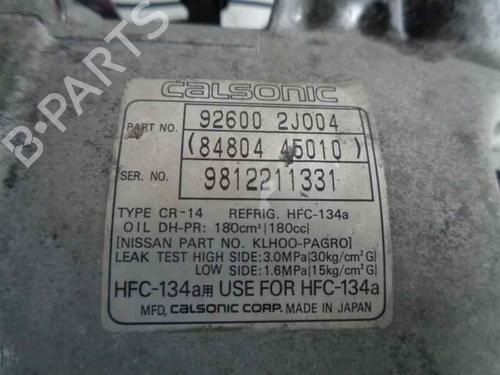 CALSONIC
PART NO. 92600 2J004
(84804 45010)
SER. NO. 9812211331
TYPE CR-14 REFRIG. HFC-134a
OIL DH-PR: 180cm³(180cc)
[NISSAN PART NO. KLHOO-PAGRO]
LEAK TEST HIGH SIDE:3.0MPa(30kg/cm²G)
LOW SIDE:1.6MPa(15kg/cm²G)
HFC-134a用 USE FOR HFC-134a
MFD, CALSONIC CORP. MADE IN JAPAN